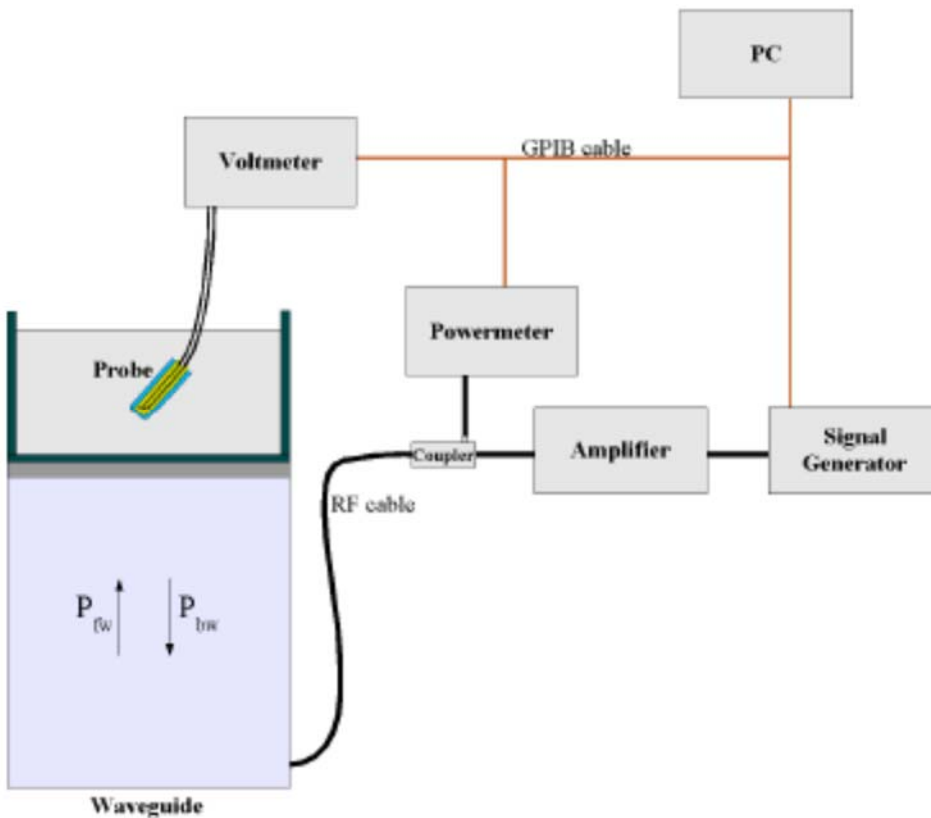 PC
Voltmeter
GPIB cable
Powermeter
Probe
Coupler
Amplifier
Signal
Generator
RF cable
P fw
P bw
Waveguide